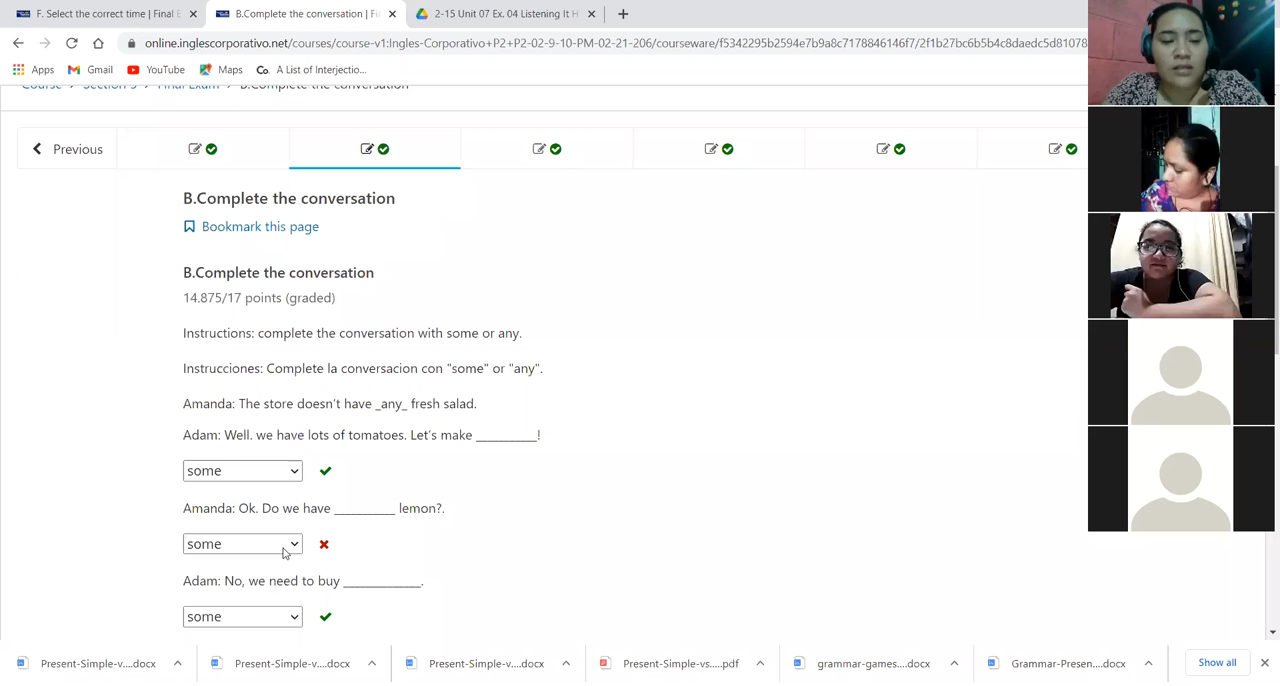 F. Select the correct time | Final E
B.Complete the conversation | Fi
2-15 Unit 07 Ex. 04 Listening It H
online.inglescorporativo.net/courses/course-v1:Ingles-Corporativo+P2+P2-02-9-10-PM-02-21-206/courseware/f5342295b2594e7b9a8c7178846146f7/2f1b27bc6b5b4c8daedc5d81078
Apps
Gmail
YouTube
Maps
Co. A List of Interjectio...
Course > Section 5 > Final Exam > B.Complete the conversation
Previous
B.Complete the conversation
Bookmark this page
B.Complete the conversation
14.875/17 points (graded)
Instructions: complete the conversation with some or any.
Instrucciones: Complete la conversacion con "some" or "any".
Amanda: The store doesn't have _any_ fresh salad.
Adam: Well. we have lots of tomatoes. Let's make __________!
some
Amanda: Ok. Do we have __________ lemon?.
some
Adam: No, we need to buy _____________.
some
Present-Simple-v....docx
Present-Simple-v....docx
Present-Simple-v....docx
Present-Simple-vs.....pdf
grammar-games....docx
Grammar-Presen....docx
Show all